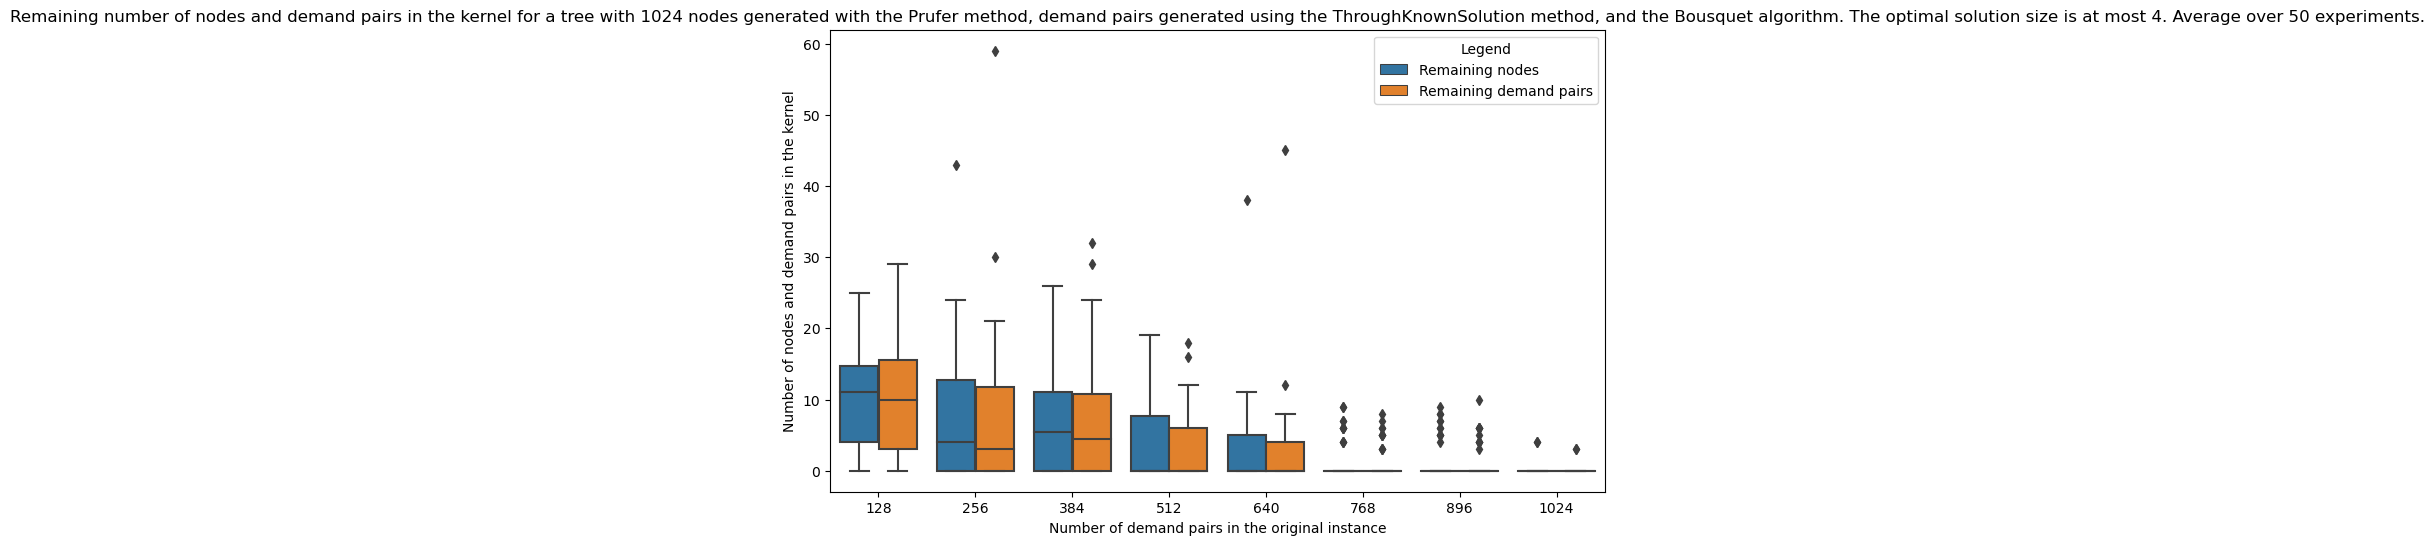 Remaining number of nodes and demand pairs in the kernel for a tree with 1024 nodes generated with the Prufer method, demand pairs generated using the ThroughKnownSolution method, and the Bousquet algorithm. The optimal solution size is at most 4. Average over 50 experiments.
Legend
Remaining nodes
Remaining demand pairs
Number of nodes and demand pairs in the kernel
60
50
40
30
20
10
0
128 256 384 512 640 768 896 1024
Number of demand pairs in the original instance